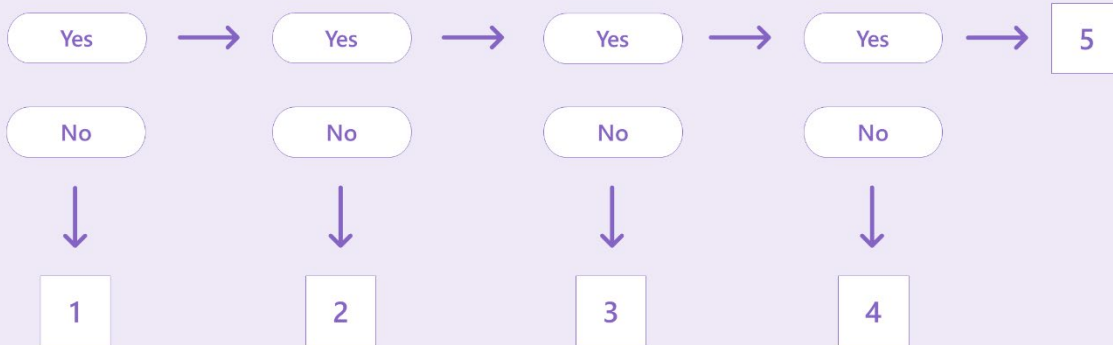 Yes Yes Yes Yes 5
No No No No
1 2 3 4